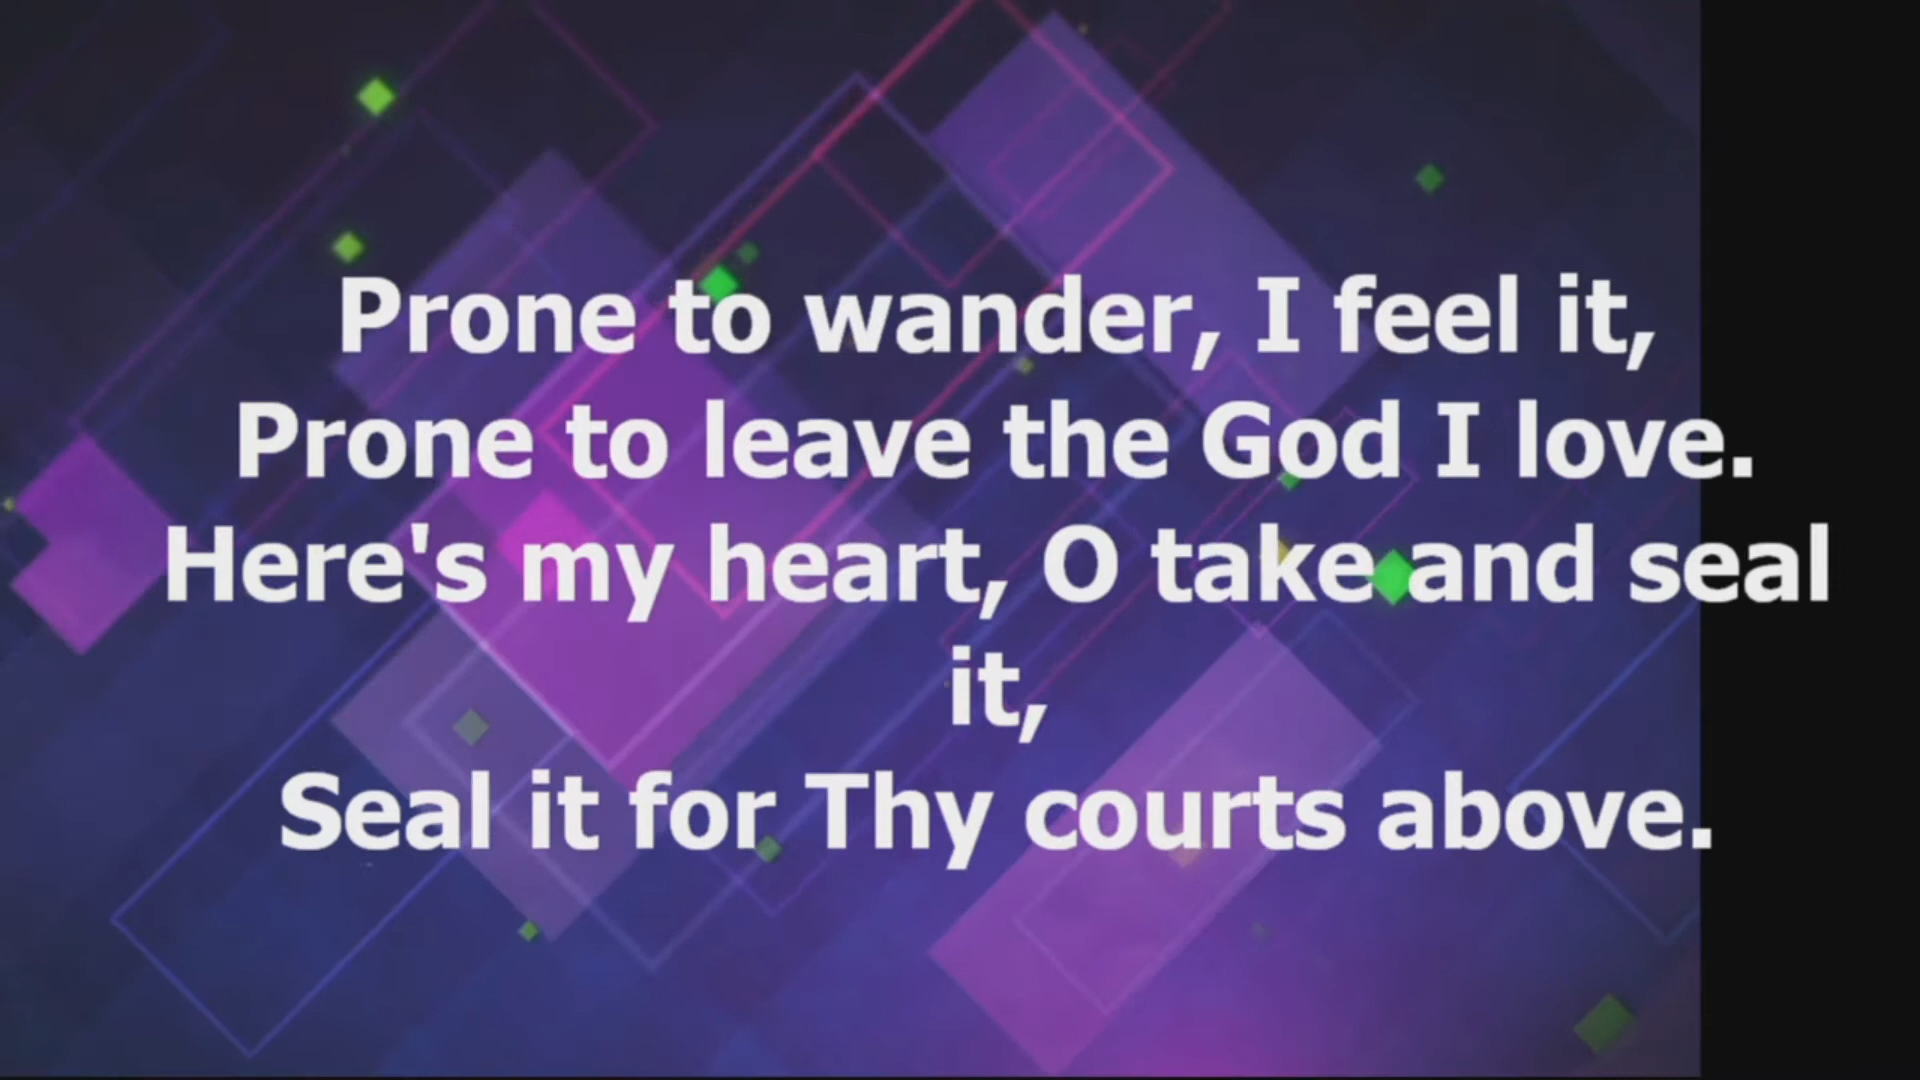 Prone to wander, I feel it,
Prone to leave the God I love.
Here's my heart, O take and seal
it,
Seal it for Thy courts above.